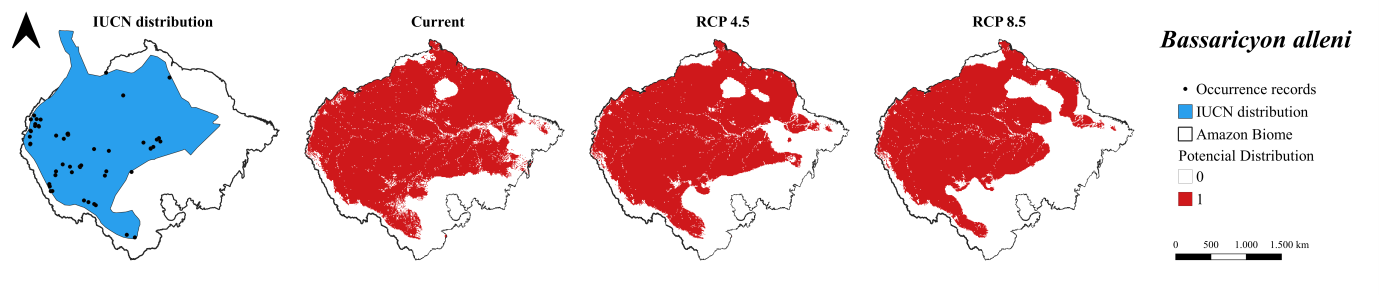 IUCN distribution
Current
RCP 4.5
RCP 8.5
Bassaricyon alleni
Occurrence records
IUCN distribution
Amazon Biome
Potencial Distribution
0
1
0 500 1.000 1.500 km